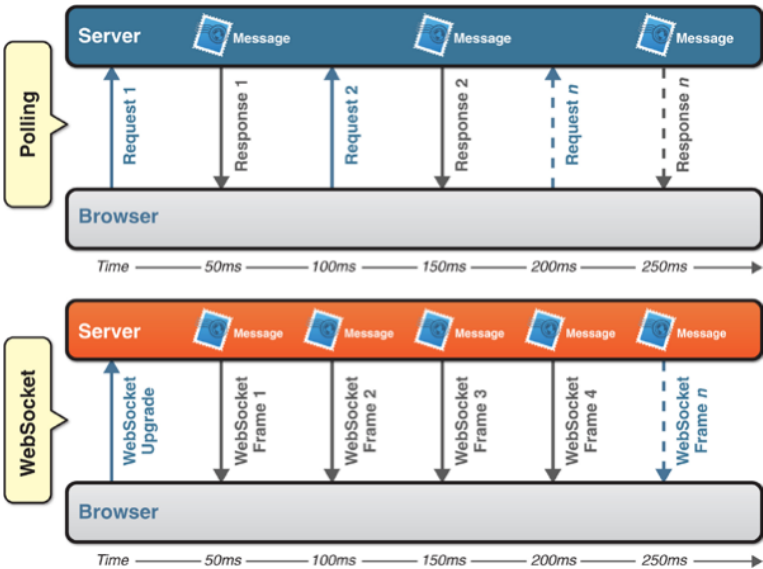 Polling
Server Message Message Message
Request 1
Response 1
Request 2
Response 2
Request n
Response n
Browser
Time 50ms 100ms 150ms 200ms 250ms
WebSocket
Server Message Message Message Message Message
WebSocket
Upgrade
WebSocket
Frame 1
WebSocket
Frame 2
WebSocket
Frame 3
WebSocket
Frame 4
WebSocket
Frame n
Browser
Time 50ms 100ms 150ms 200ms 250ms